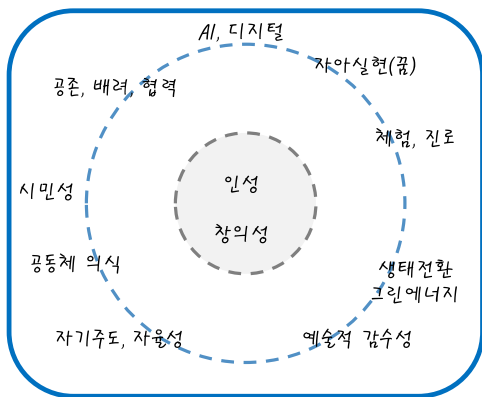 AI, 디지털
자아실현(꿈)
공존, 배려, 협력
체험, 진로
인성
시민성
창의성
공동체 의식
생태전환
그린에너지
자기주도, 자율성
예술적 감수성